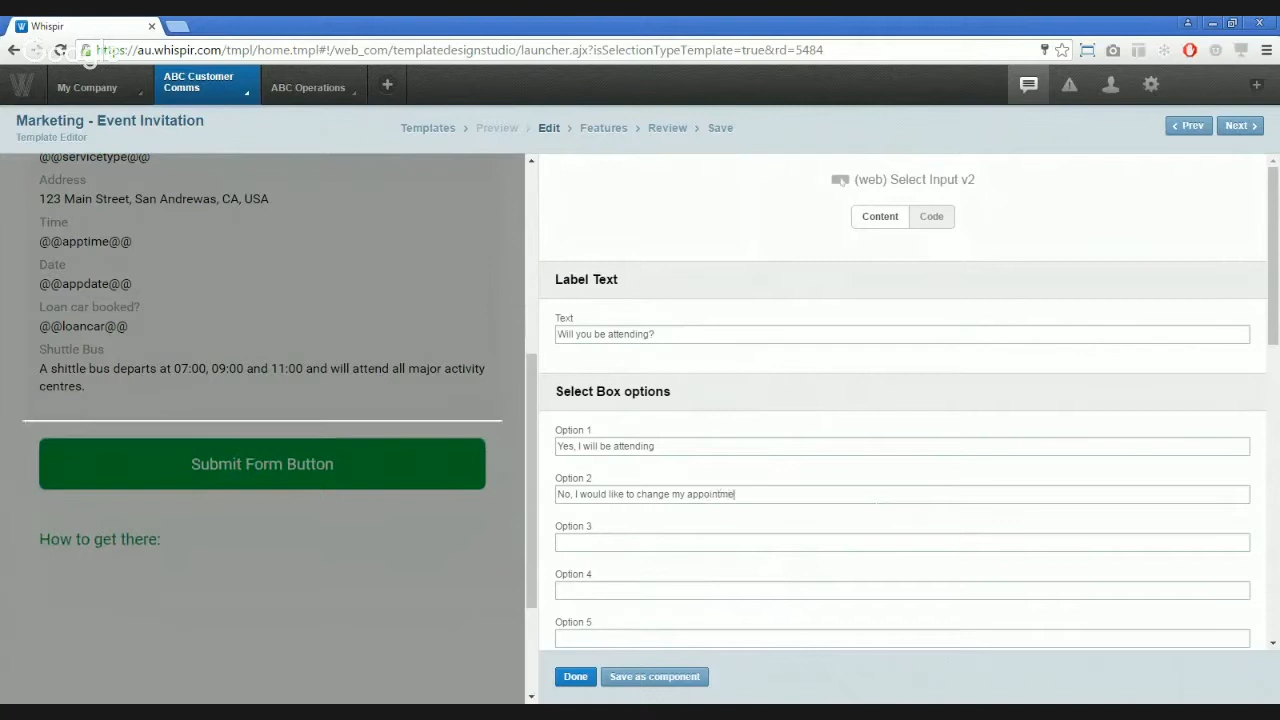 Whispir
https://au.whispir.com/tmpl/home.tmpl#!/web_com/templatedesignstudio/launcher.ajx?isSelectionTypeTemplate=true&rd=5484
My Company
ABC Customer
Comms
ABC Operations
Marketing - Event Invitation
Template Editor
Templates > Preview > Edit > Features > Review > Save
Prev
Next
@@servicetype@@
Address
123 Main Street, San Andrewas, CA, USA
Time
@@apptime@@
Date
@@appdate@@
Loan car booked?
@@loancar@@
Shuttle Bus
A shittle bus departs at 07:00, 09:00 and 11:00 and will attend all major activity
centres.
Submit Form Button
How to get there:
(web) Select Input v2
Content
Code
Label Text
Text
Will you be attending?
Select Box options
Option 1
Yes, I will be attending
Option 2
No, I would like to change my appointme
Option 3
Option 4
Option 5
Done
Save as component